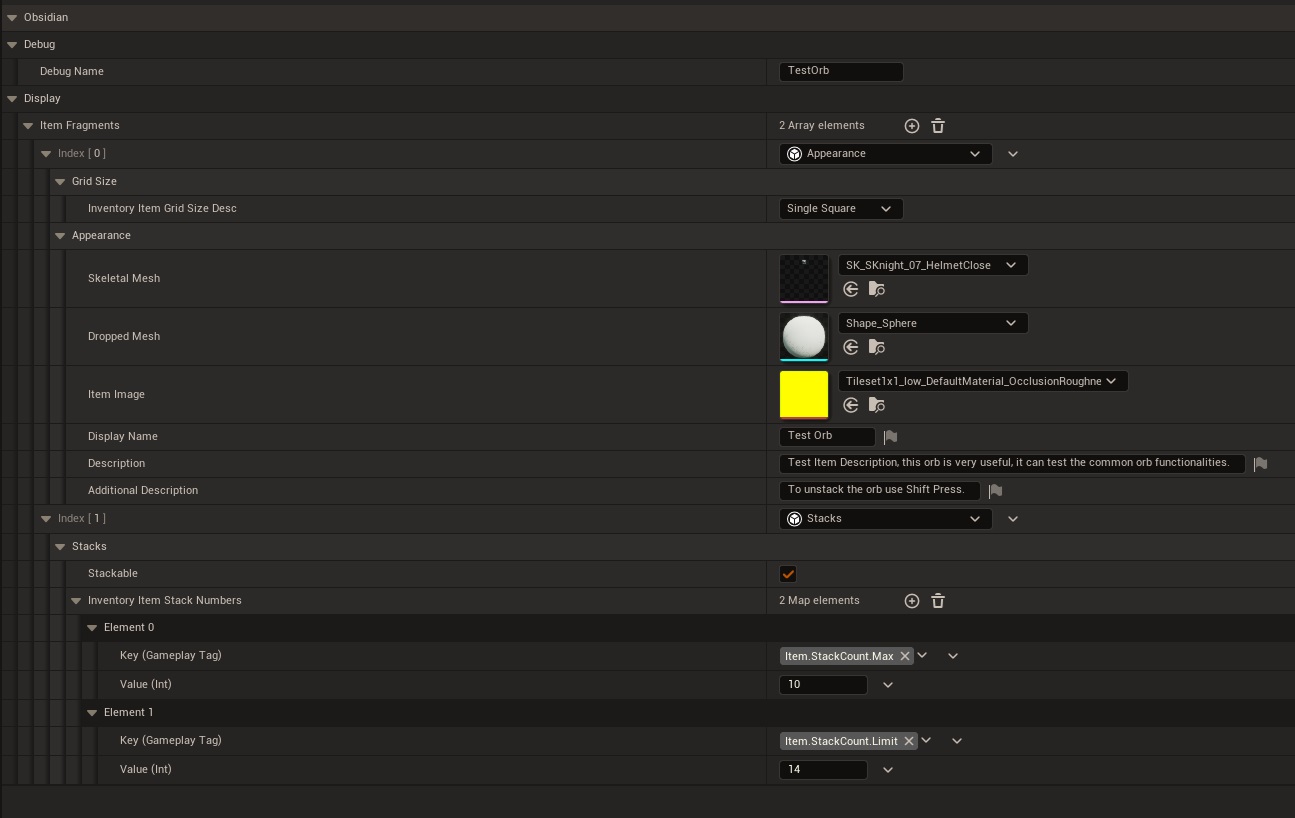 Obsidian
Debug
Debug Name TestOrb
Display
Item Fragments 2 Array elements
Index [ 0 ] Appearance
Grid Size
Inventory Item Grid Size Desc Single Square
Appearance
Skeletal Mesh SK_SKnight_07_HelmetClose
Dropped Mesh Shape_Sphere
Item Image Tileset1x1_low_DefaultMaterial_OcclusionRoughne
Display Name Test Orb
Description Test Item Description, this orb is very useful, it can test the common orb functionalities.
Additional Description To unstack the orb use Shift Press.
Index [ 1 ] Stacks
Stacks
Stackable
Inventory Item Stack Numbers 2 Map elements
Element 0
Key (Gameplay Tag) Item.StackCount.Max
Value (Int) 10
Element 1
Key (Gameplay Tag) Item.StackCount.Limit
Value (Int) 14